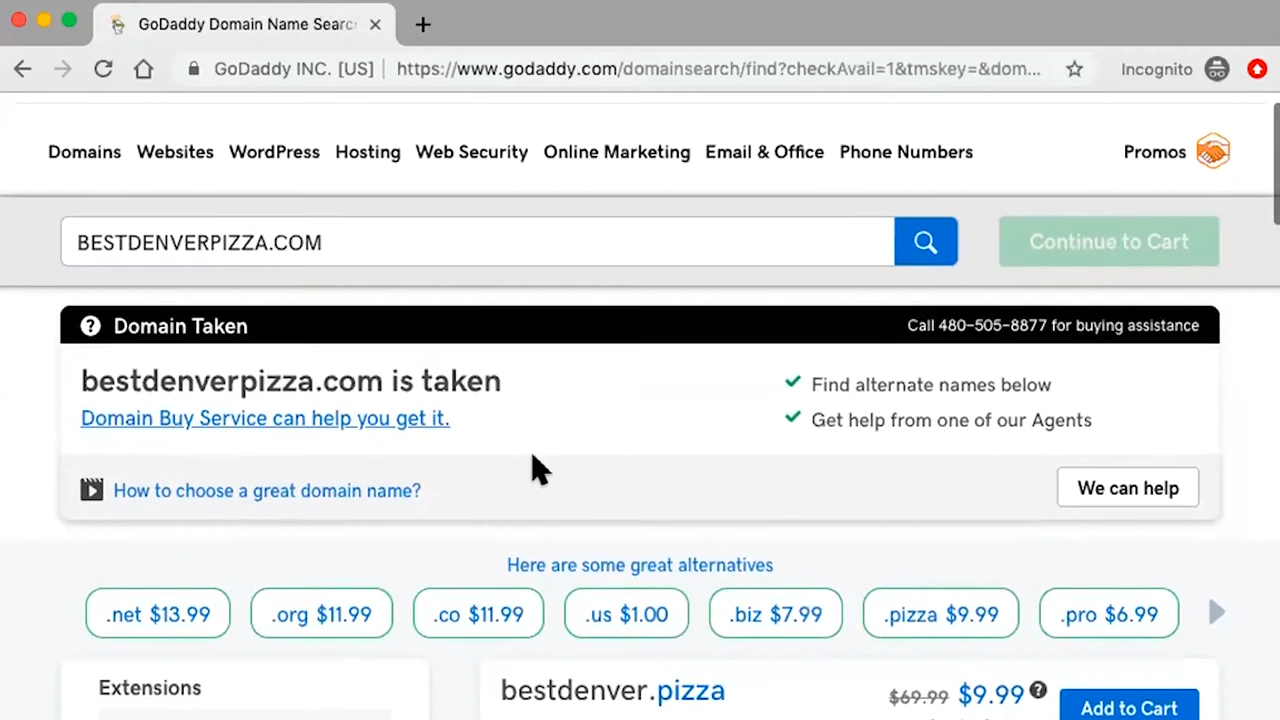 GoDaddy Domain Name Searc
GoDaddy INC. [US] | https://www.godaddy.com/domainsearch/find?checkAvail=1&tmskey=&dom...
Incognito
Domains Websites WordPress Hosting Web Security Online Marketing Email & Office Phone Numbers Promos
BESTDENVERPIZZA.COM
Continue to Cart
? Domain Taken
Call 480-505-8877 for buying assistance
bestdenverpizza.com is taken
Domain Buy Service can help you get it.
Find alternate names below
Get help from one of our Agents
How to choose a great domain name?
We can help
Here are some great alternatives
.net $13.99 .org $11.99 .co $11.99 .us $1.00 .biz $7.99 .pizza $9.99 .pro $6.99
Extensions
bestdenver.pizza
$69.99 $9.99 ?
Add to Cart